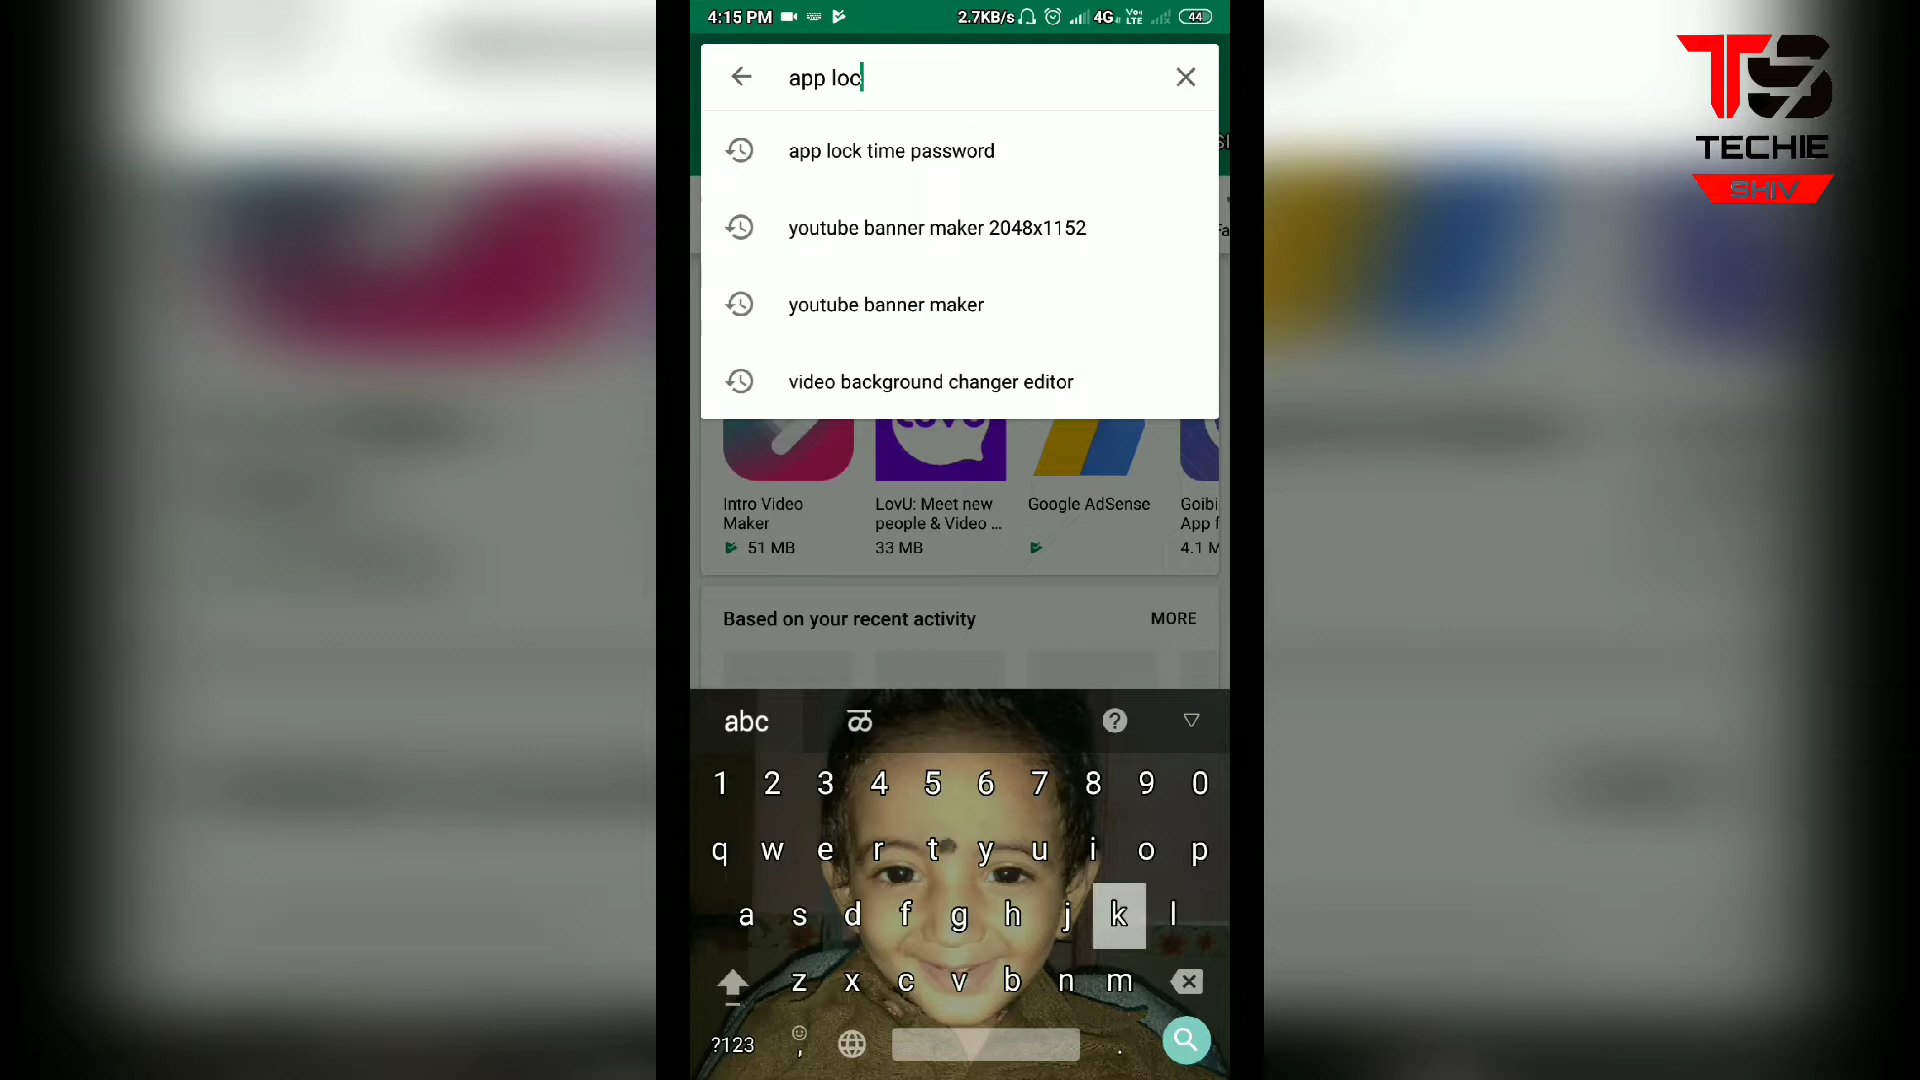 4:15 PM
2.7KB/s
4G
Vo
LTE
44
app loc
app lock time password
youtube banner maker 2048x1152
youtube banner maker
video background changer editor
Intro Video
Maker
51 MB
LovU: Meet new
people & Video ...
33 MB
Google AdSense
Goibi
App f
4.1 M
Based on your recent activity
MORE
abc
ळ
1 2 3 4 5 6 7 8 9 0
q w e r t y u i o p
a s d f g h j k l
z x c v b n m
?123
,
.
TS
TECHIE
SHIV